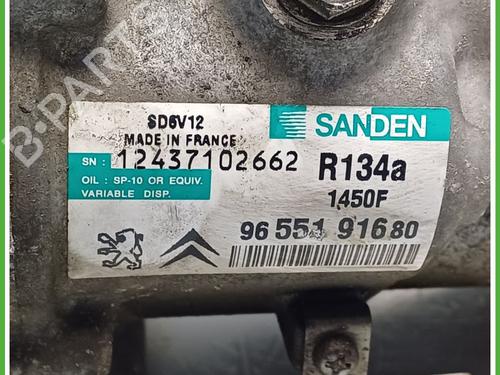 B-PARTS
SD6V12
MADE IN FRANCE
SN: 12437102662
OIL : SP-10 OR EQUIV.
VARIABLE DISP.
SANDEN
R134a
1450F
96 551 916 80